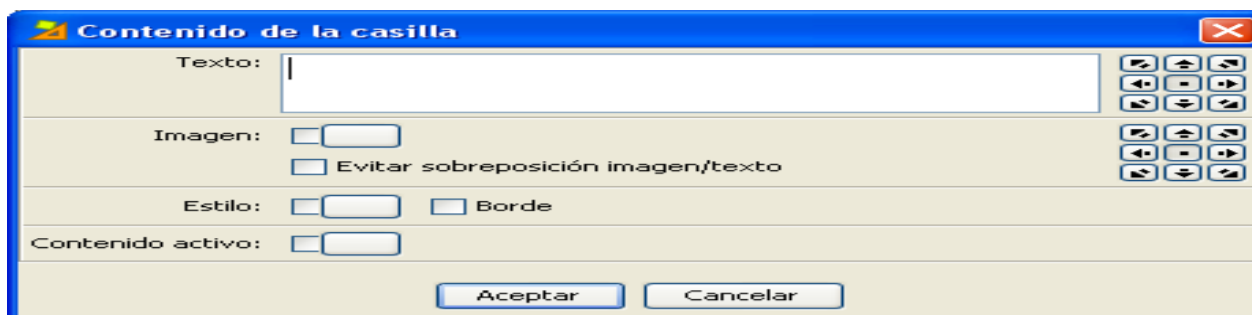 Contenido de la casilla
Texto:
Imagen:
Evitar sobreposición imagen/texto
Estilo: Borde
Contenido activo:
Aceptar Cancelar